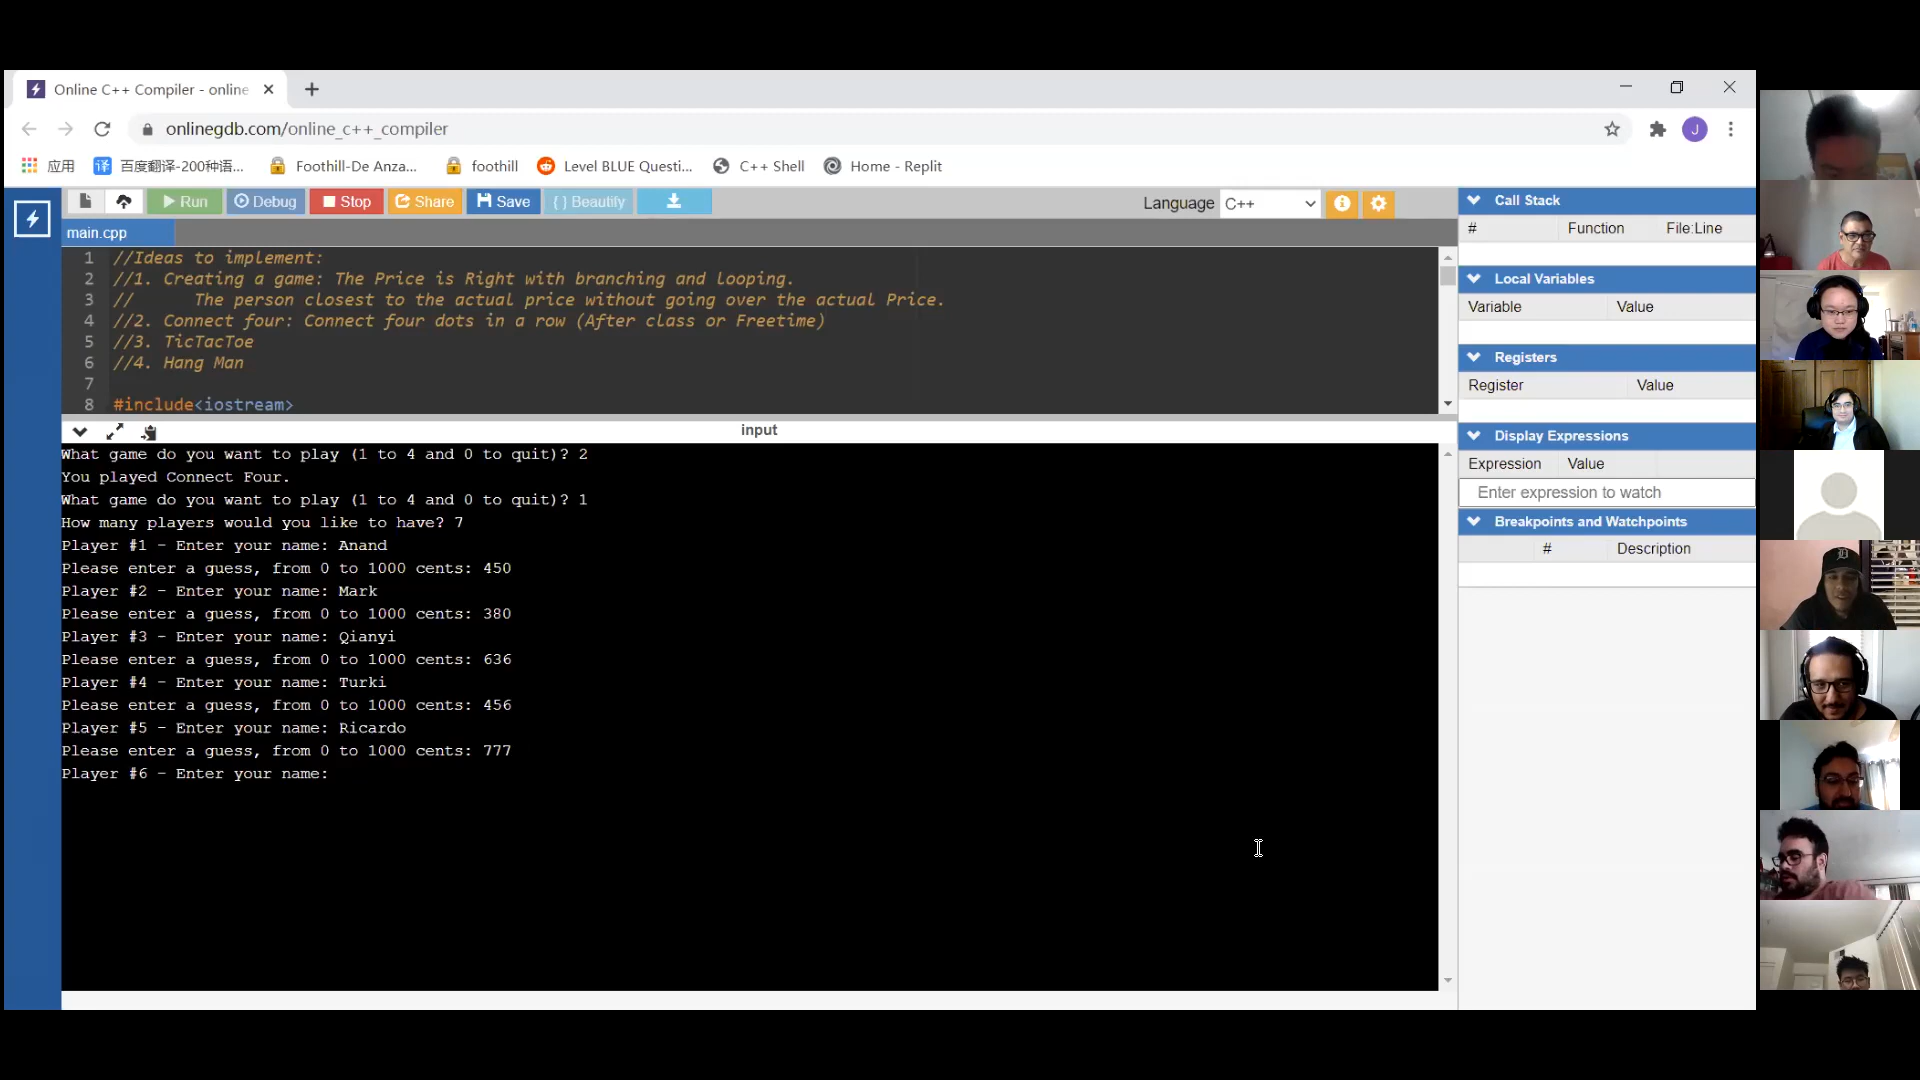 Online C++ Compiler - online
onlinegdb.com/online_c++_compiler
J
应用
译 百度翻译-200种语...
Foothill-De Anza...
foothill
Level BLUE Questi...
C++ Shell
Home - Replit
Run
Debug
Stop
Share
Save
{ } Beautify
Language C++
main.cpp
1 //Ideas to implement:
2 //1. Creating a game: The Price is Right with branching and looping.
3 //      The person closest to the actual price without going over the actual Price.
4 //2. Connect four: Connect four dots in a row (After class or Freetime)
5 //3. TicTacToe
6 //4. Hang Man
7
8 #include<iostream>
input
What game do you want to play (1 to 4 and 0 to quit)? 2
You played Connect Four.
What game do you want to play (1 to 4 and 0 to quit)? 1
How many players would you like to have? 7
Player #1 - Enter your name: Anand
Please enter a guess, from 0 to 1000 cents: 450
Player #2 - Enter your name: Mark
Please enter a guess, from 0 to 1000 cents: 380
Player #3 - Enter your name: Qianyi
Please enter a guess, from 0 to 1000 cents: 636
Player #4 - Enter your name: Turki
Please enter a guess, from 0 to 1000 cents: 456
Player #5 - Enter your name: Ricardo
Please enter a guess, from 0 to 1000 cents: 777
Player #6 - Enter your name:
Call Stack
# Function File:Line
Local Variables
Variable Value
Registers
Register Value
Display Expressions
Expression Value
Enter expression to watch
Breakpoints and Watchpoints
# Description
D